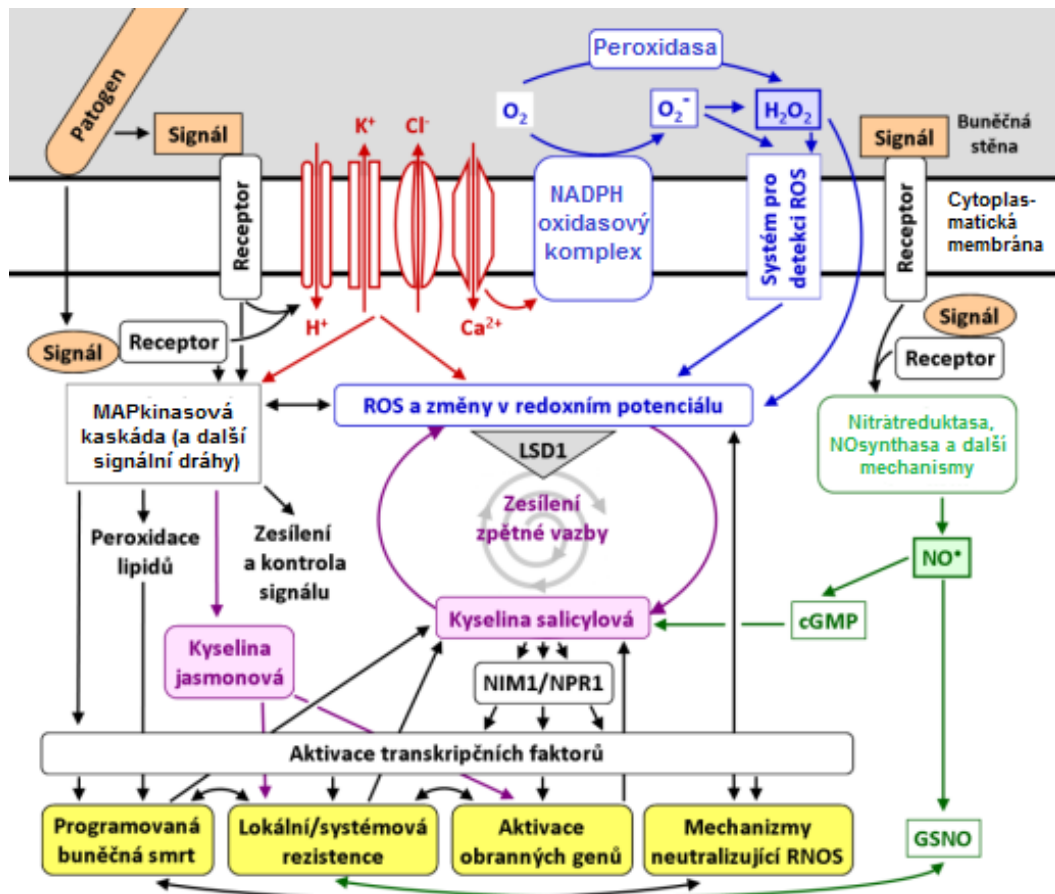 Patogen
Signál
Receptor
K⁺
Cl⁻
H⁺
Ca²⁺
Peroxidasa
O₂
O₂⁻
H₂O₂
NADPH
oxidasový
komplex
Systém pro
detekci ROS
Signál
Receptor
Buněčná
stěna
Cytoplas-
matická
membrána
Signál
Receptor
Signál
Receptor
MAPkinasová
kaskáda (a další
signální dráhy)
ROS a změny v redoxním potenciálu
LSD1
Zesílení
zpětné vazby
Nitrátreduktasa,
NOsynthasa a další
mechanismy
Peroxidace
lipidů
Zesílení
a kontrola
signálu
NO•
cGMP
Kyselina salicylová
Kyselina
jasmonová
NIM1/NPR1
Aktivace transkripčních faktorů
Programovaná
buněčná smrt
Lokální/systémová
rezistence
Aktivace
obranných genů
Mechanizmy
neutralizující RNOS
GSNO